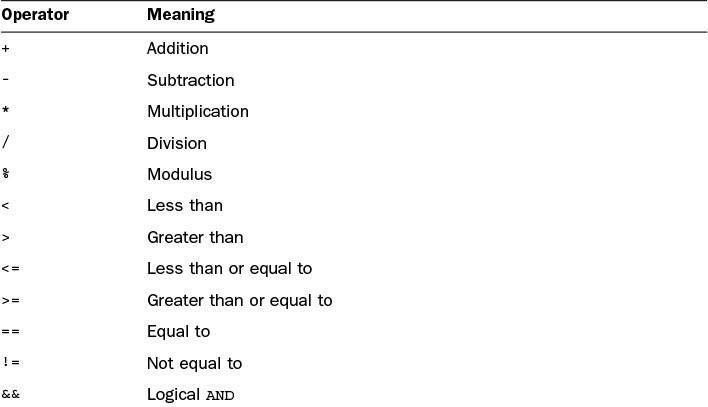 Operator Meaning
+ Addition
- Subtraction
* Multiplication
/ Division
% Modulus
< Less than
> Greater than
<= Less than or equal to
>= Greater than or equal to
== Equal to
!= Not equal to
&& Logical AND